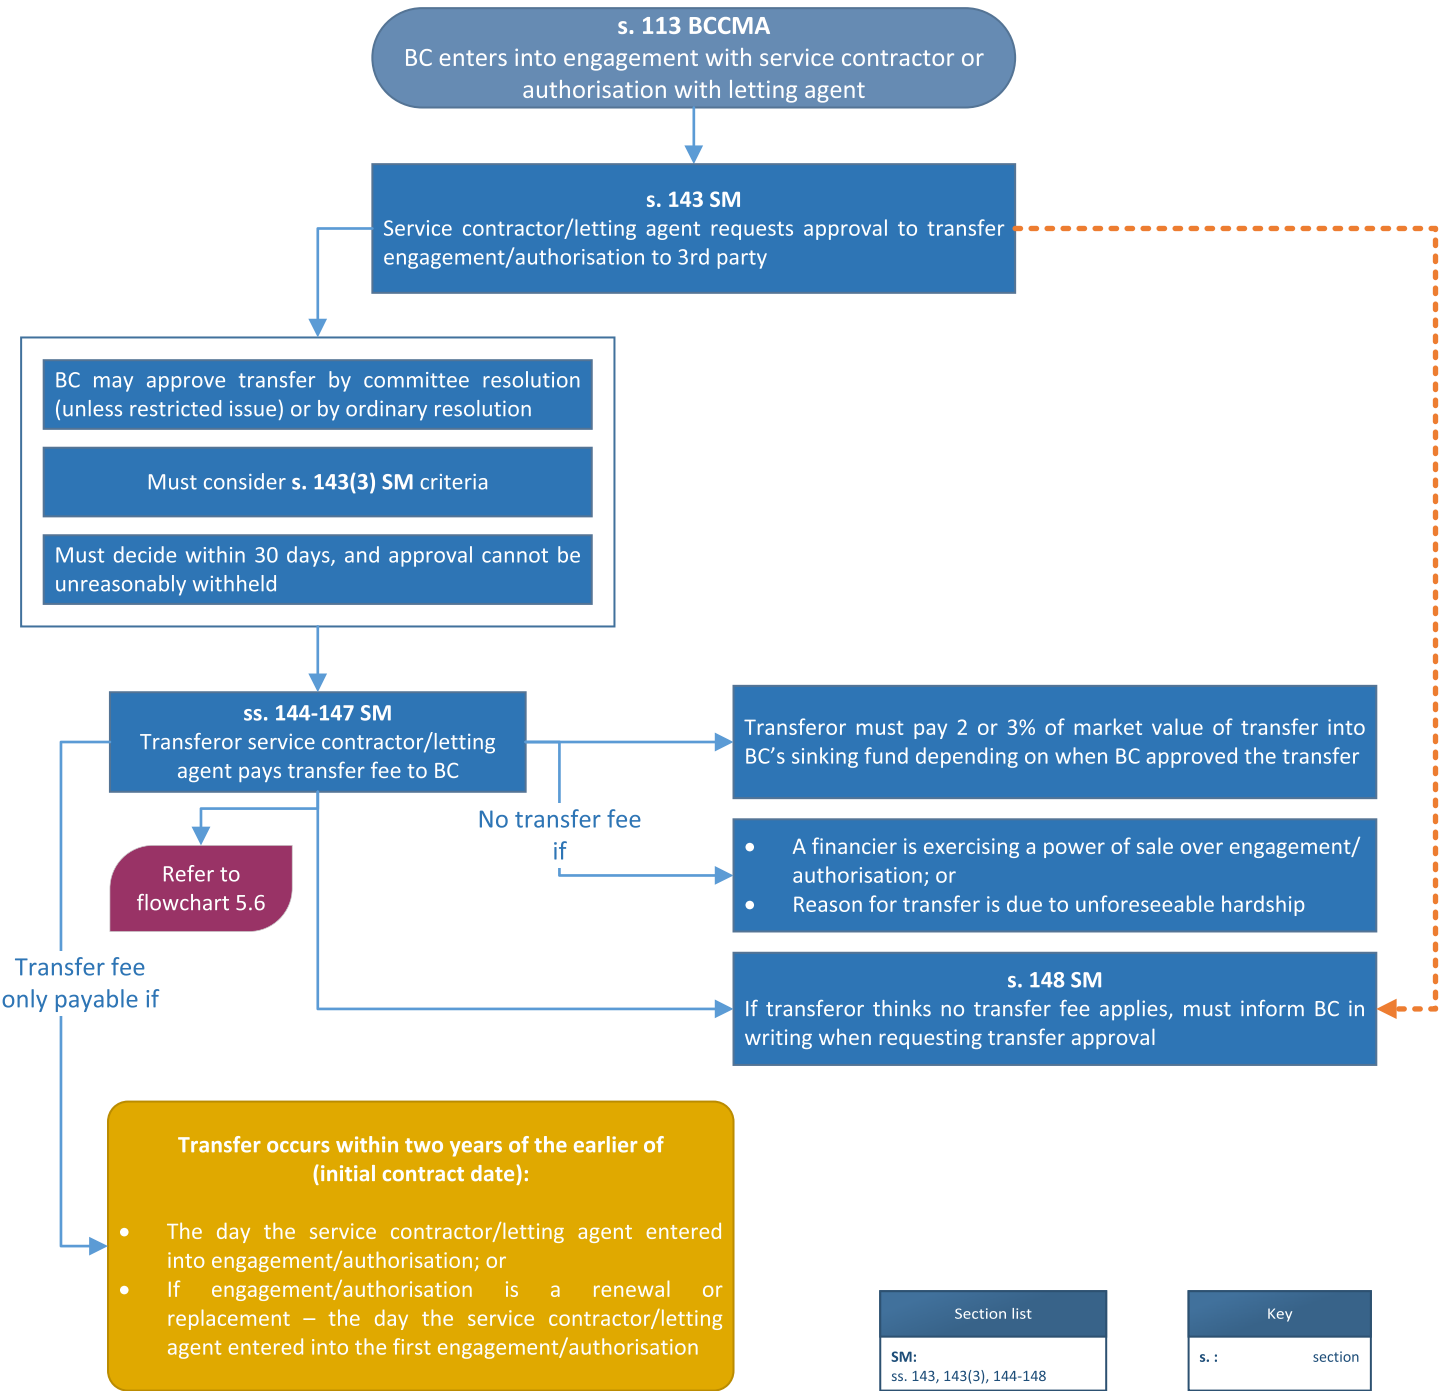 s. 113 BCCMA
BC enters into engagement with service contractor or
authorisation with letting agent
s. 143 SM
Service contractor/letting agent requests approval to transfer
engagement/authorisation to 3rd party
BC may approve transfer by committee resolution
(unless restricted issue) or by ordinary resolution
Must consider s. 143(3) SM criteria
Must decide within 30 days, and approval cannot be
unreasonably withheld
ss. 144-147 SM
Transferor service contractor/letting
agent pays transfer fee to BC
Transferor must pay 2 or 3% of market value of transfer into
BC’s sinking fund depending on when BC approved the transfer
No transfer fee
if
• A financier is exercising a power of sale over engagement/
authorisation; or
• Reason for transfer is due to unforeseeable hardship
Refer to
flowchart 5.6
s. 148 SM
If transferor thinks no transfer fee applies, must inform BC in
writing when requesting transfer approval
Transfer fee
only payable if
Transfer occurs within two years of the earlier of
(initial contract date):
• The day the service contractor/letting agent entered
into engagement/authorisation; or
• If engagement/authorisation is a renewal or
replacement – the day the service contractor/letting
agent entered into the first engagement/authorisation
Section list
SM:
ss. 143, 143(3), 144-148
Key
s. : section